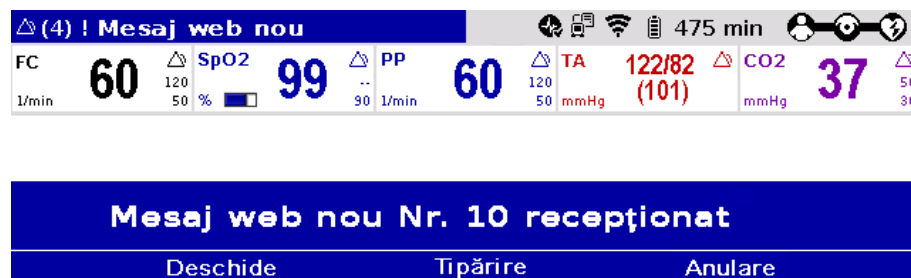 (4) ! Mesaj web nou 475 min
FC 60 120 50 1/min
SpO2 99 -- 90 %
PP 60 120 50 1/min
TA 122/82 (101) mmHg
CO2 37 mmHg
Mesaj web nou Nr. 10 recepționat
Deschide Tipărire Anulare